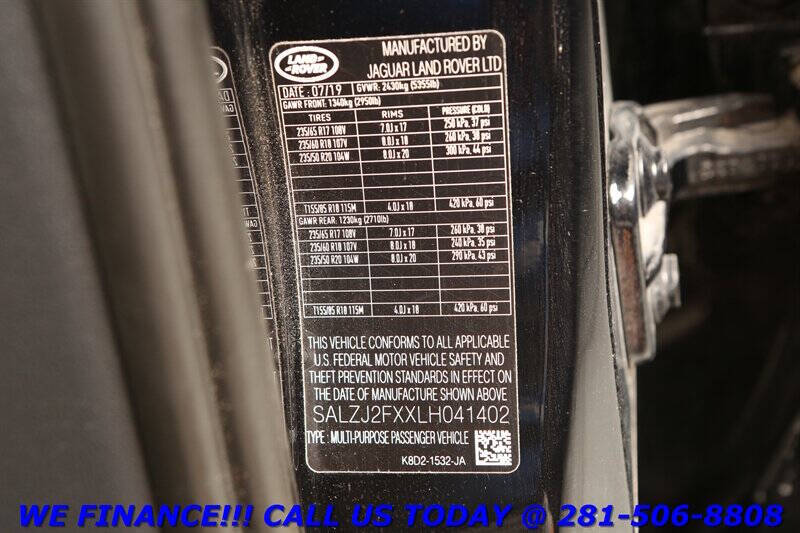 LAND
ROVER
MANUFACTURED BY
JAGUAR LAND ROVER LTD
DATE : 07/19 GVWR: 2430kg (5355lb)
GAWR FRONT: 1340kg (2950lb)
TIRES RIMS PRESSURE (COLD)
235/65 R17 108V 7.0J x 17 250 kPa, 37 psi
235/60 R18 107V 8.0J x 18 260 kPa, 38 psi
235/50 R20 104W 8.0J x 20 300 kPa, 44 psi
T155/85 R18 115M 4.0J x 18 420 kPa, 60 psi
GAWR REAR: 1230kg (2710lb)
235/65 R17 108V 7.0J x 17 260 kPa, 38 psi
235/60 R18 107V 8.0J x 18 240 kPa, 35 psi
235/50 R20 104W 8.0J x 20 290 kPa, 43 psi
T155/85 R18 115M 4.0J x 18 420 kPa, 60 psi
THIS VEHICLE CONFORMS TO ALL APPLICABLE
U.S. FEDERAL MOTOR VEHICLE SAFETY AND
THEFT PREVENTION STANDARDS IN EFFECT ON
THE DATE OF MANUFACTURE SHOWN ABOVE
SALZJ2FXXLH041402
TYPE : MULTI-PURPOSE PASSENGER VEHICLE
K8D2-1532-JA
WE FINANCE!!! CALL US TODAY @ 281-506-8808